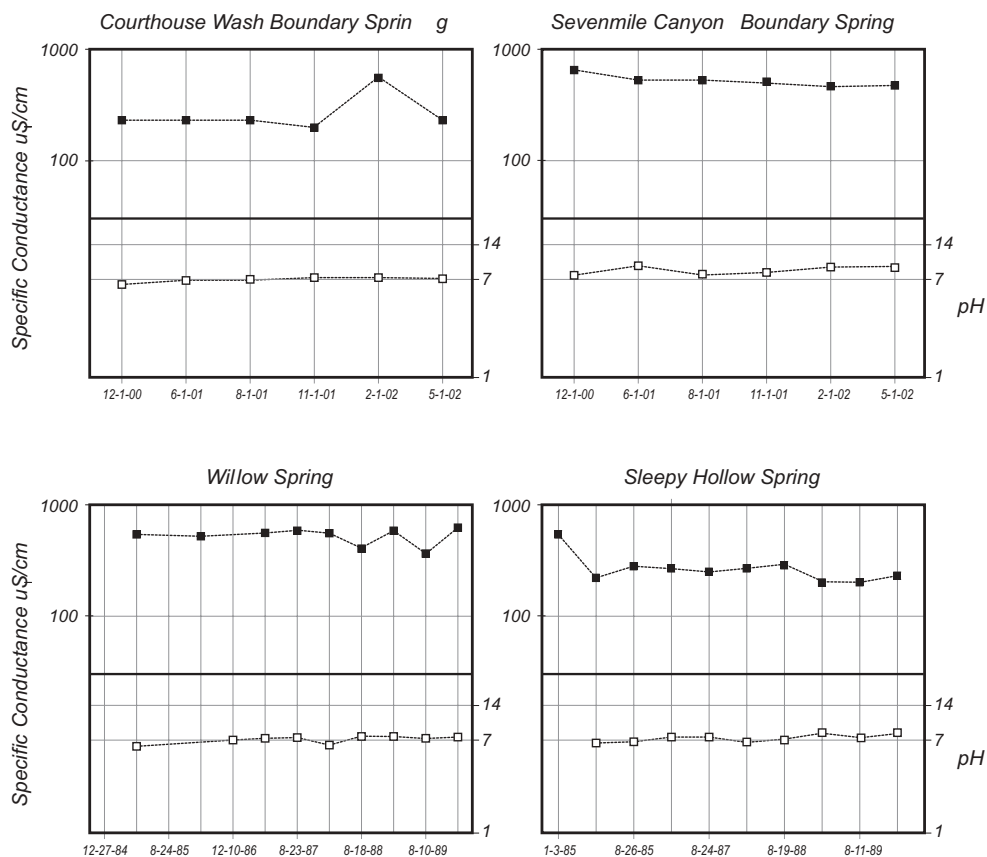 Courthouse Wash Boundary Sprin g
Sevenmile Canyon Boundary Spring
1000
100
Specific Conductance uS/cm
14
7
1
12-1-00 6-1-01 8-1-01 11-1-01 2-1-02 5-1-02
1000
100
14
7
1
pH
12-1-00 6-1-01 8-1-01 11-1-01 2-1-02 5-1-02
Willow Spring
Sleepy Hollow Spring
1000
100
Specific Conductance uS/cm
14
7
1
12-27-84 8-24-85 12-10-86 8-23-87 8-18-88 8-10-89
1000
100
14
7
1
pH
1-3-85 8-26-85 8-24-87 8-19-88 8-11-89